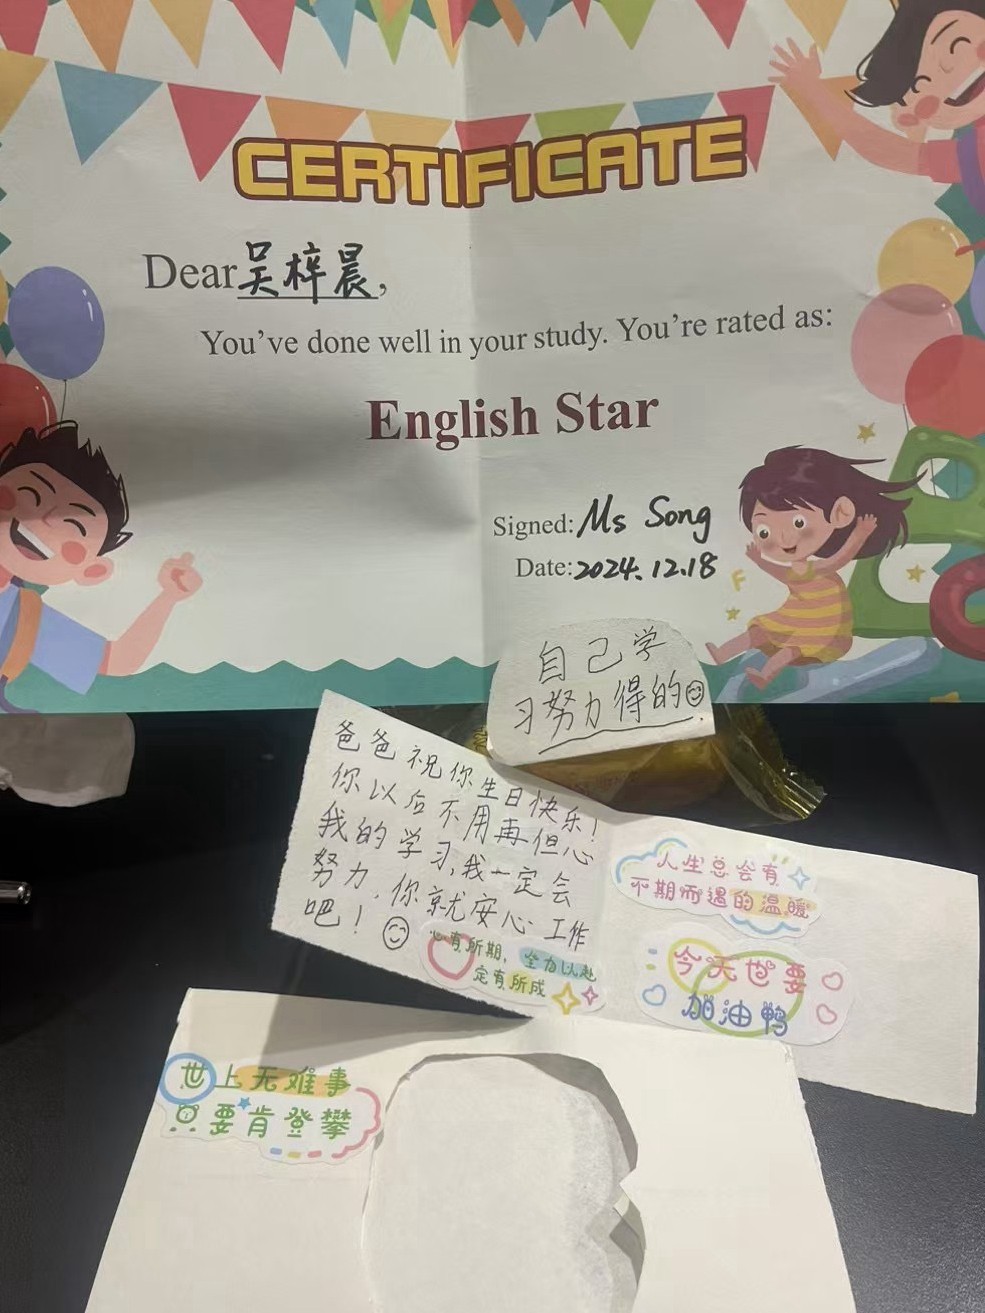 CERTIFICATE
Dear吴梓晨,
You've done well in your study. You're rated as:
English Star
Signed:Ms Song
Date:2024.12.18
自己学
习努力得的
爸爸祝你生日快乐!
你以后不用再但心
我的学习,我一定会
努力,你就安心工作
吧!
心有所期,全力以赴
定有所成
人生总会有
不期而遇的温暖
今天也要
加油鸭
世上无难事
只要肯登攀
F